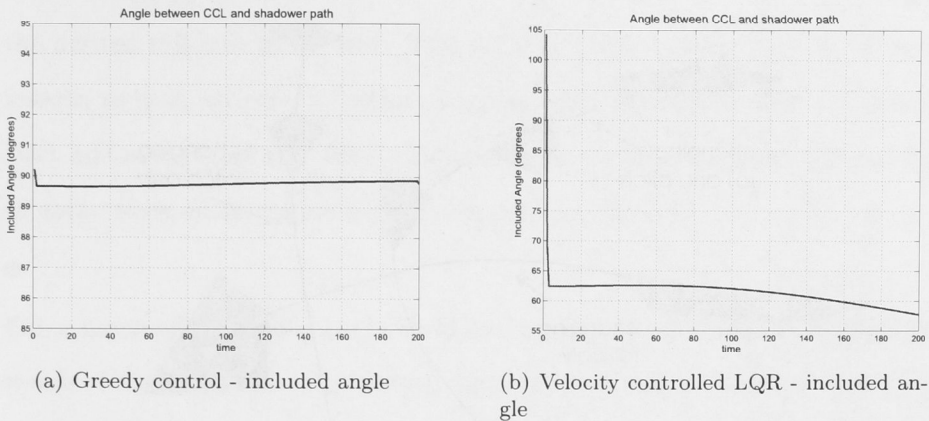 Angle between CCL and shadower path
95
94
93
92
91
90
89
88
87
86
85
Included Angle (degrees)
0 20 40 60 80 100 120 140 160 180 200
time
(a) Greedy control - included angle
Angle between CCL and shadower path
105
100
95
90
85
80
75
70
65
60
55
Included Angle (degrees)
0 20 40 60 80 100 120 140 160 180 200
time
(b) Velocity controlled LQR - included an-
gle